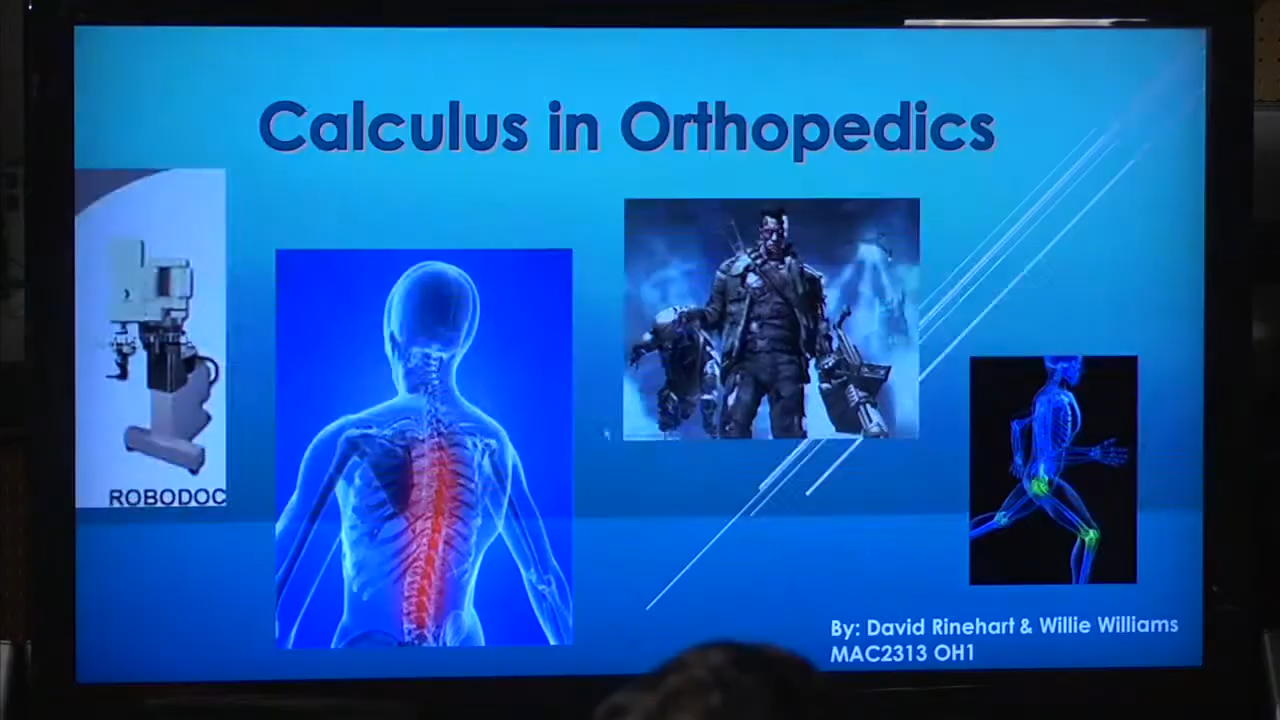 Calculus in Orthopedics
ROBODOC
By: David Rinehart & Willie Williams
MAC2313 OH1